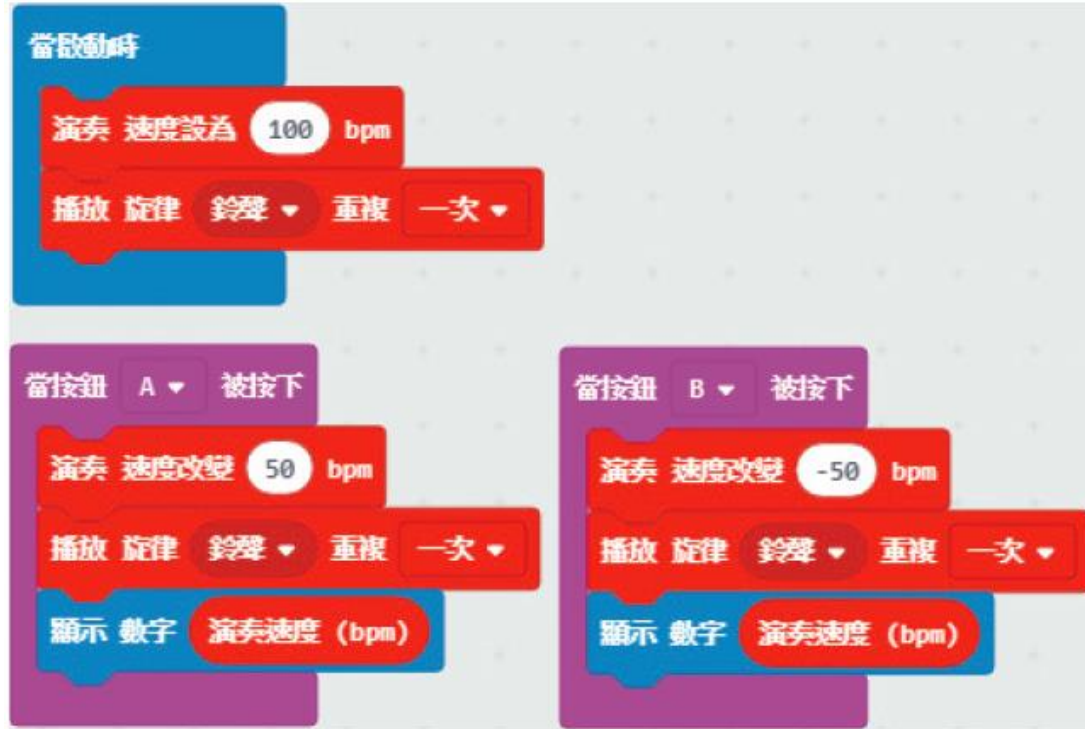 當啟動時
演奏 速度設為 100 bpm
播放 旋律 鈴聲 重複 一次
當按鈕 A 被按下
演奏 速度改變 50 bpm
播放 旋律 鈴聲 重複 一次
顯示 數字 演奏速度 (bpm)
當按鈕 B 被按下
演奏 速度改變 -50 bpm
播放 旋律 鈴聲 重複 一次
顯示 數字 演奏速度 (bpm)